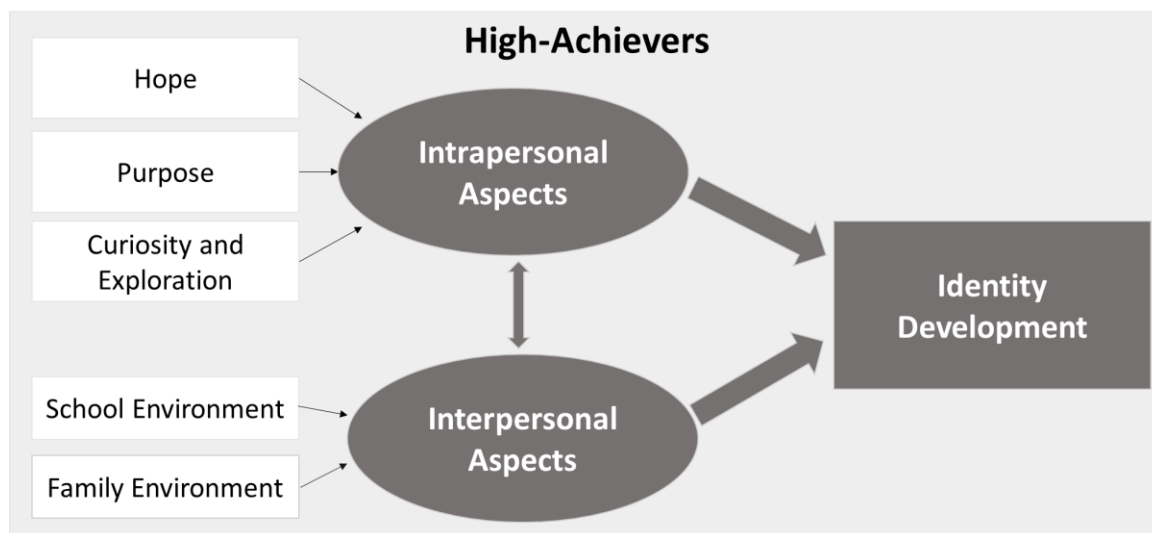 High-Achievers
Hope
Purpose
Curiosity and
Exploration
Intrapersonal
Aspects
School Environment
Family Environment
Interpersonal
Aspects
Identity
Development